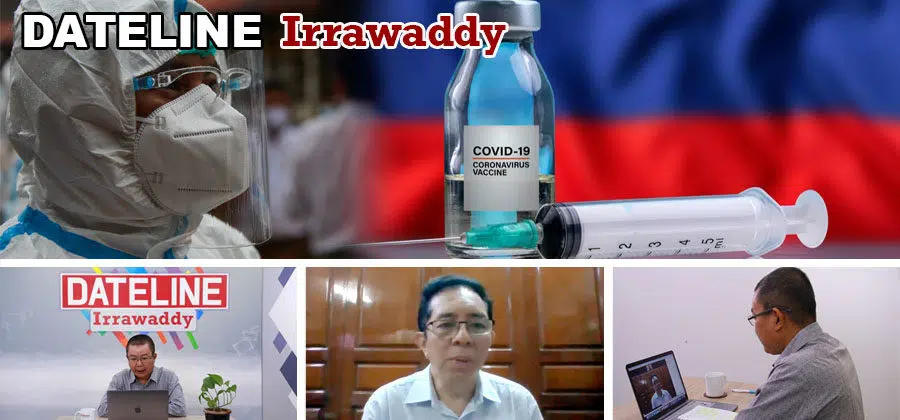 DATELINE Irrawaddy
COVID-19
CORONAVIRUS
VACCINE
1 2 3 4 5 ml
DATELINE
Irrawaddy